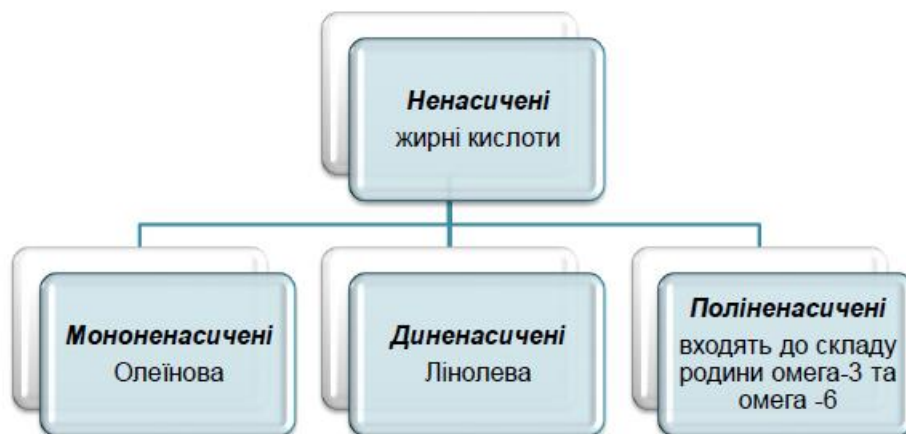 Ненасичені
жирні кислоти
Мононенасичені
Олеїнова
Диненасичені
Лінолева
Поліненасичені
входять до складу
родини омега-3 та
омега -6